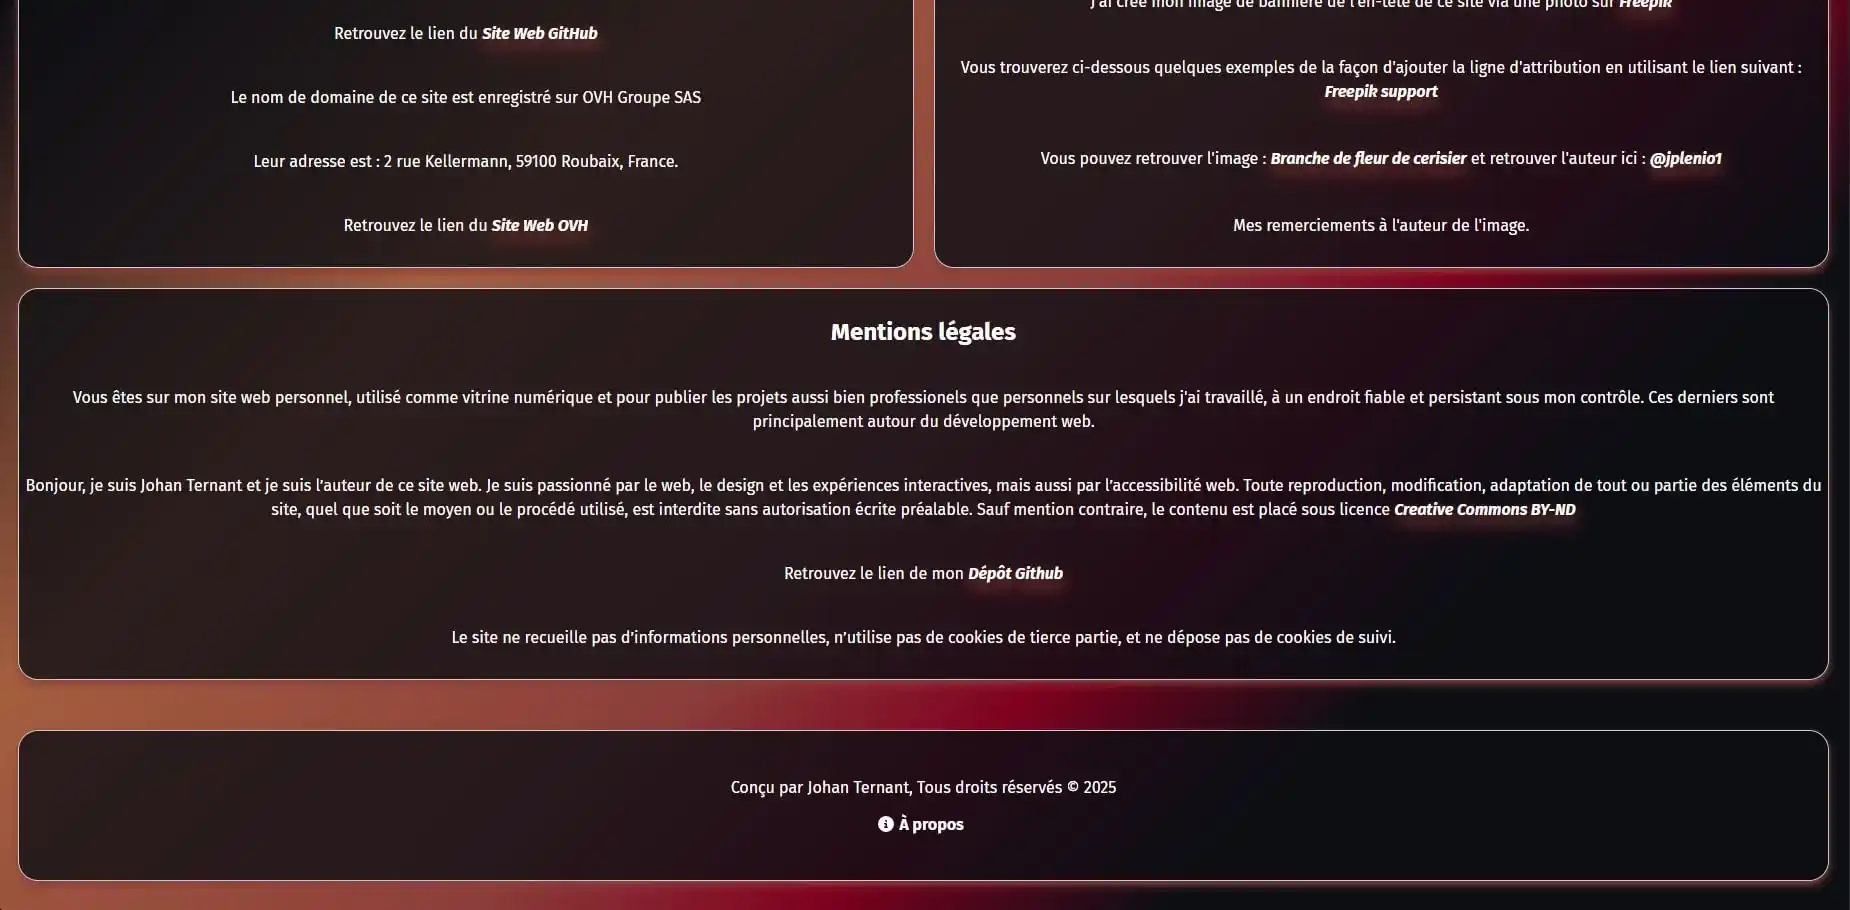 Retrouvez le lien du Site Web GitHub
Le nom de domaine de ce site est enregistré sur OVH Groupe SAS
Leur adresse est : 2 rue Kellermann, 59100 Roubaix, France.
Retrouvez le lien du Site Web OVH
J'ai créé mon image de bannière de l'en-tête de ce site via une photo sur Freepik
Vous trouverez ci-dessous quelques exemples de la façon d'ajouter la ligne d'attribution en utilisant le lien suivant :
Freepik support
Vous pouvez retrouver l'image : Branche de fleur de cerisier et retrouver l'auteur ici : @jplenio1
Mes remerciements à l'auteur de l'image.
Mentions légales
Vous êtes sur mon site web personnel, utilisé comme vitrine numérique et pour publier les projets aussi bien professionels que personnels sur lesquels j'ai travaillé, à un endroit fiable et persistant sous mon contrôle. Ces derniers sont
principalement autour du développement web.
Bonjour, je suis Johan Ternant et je suis l’auteur de ce site web. Je suis passionné par le web, le design et les expériences interactives, mais aussi par l’accessibilité web. Toute reproduction, modification, adaptation de tout ou partie des éléments du
site, quel que soit le moyen ou le procédé utilisé, est interdite sans autorisation écrite préalable. Sauf mention contraire, le contenu est placé sous licence Creative Commons BY-ND
Retrouvez le lien de mon Dépôt Github
Le site ne recueille pas d’informations personnelles, n’utilise pas de cookies de tierce partie, et ne dépose pas de cookies de suivi.
Conçu par Johan Ternant, Tous droits réservés © 2025
À propos